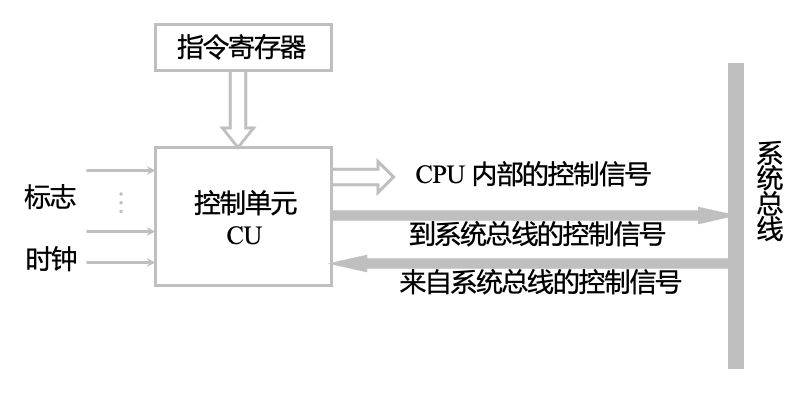 指令寄存器
标志
时钟
控制单元
CU
CPU 内部的控制信号
到系统总线的控制信号
来自系统总线的控制信号
系统总线